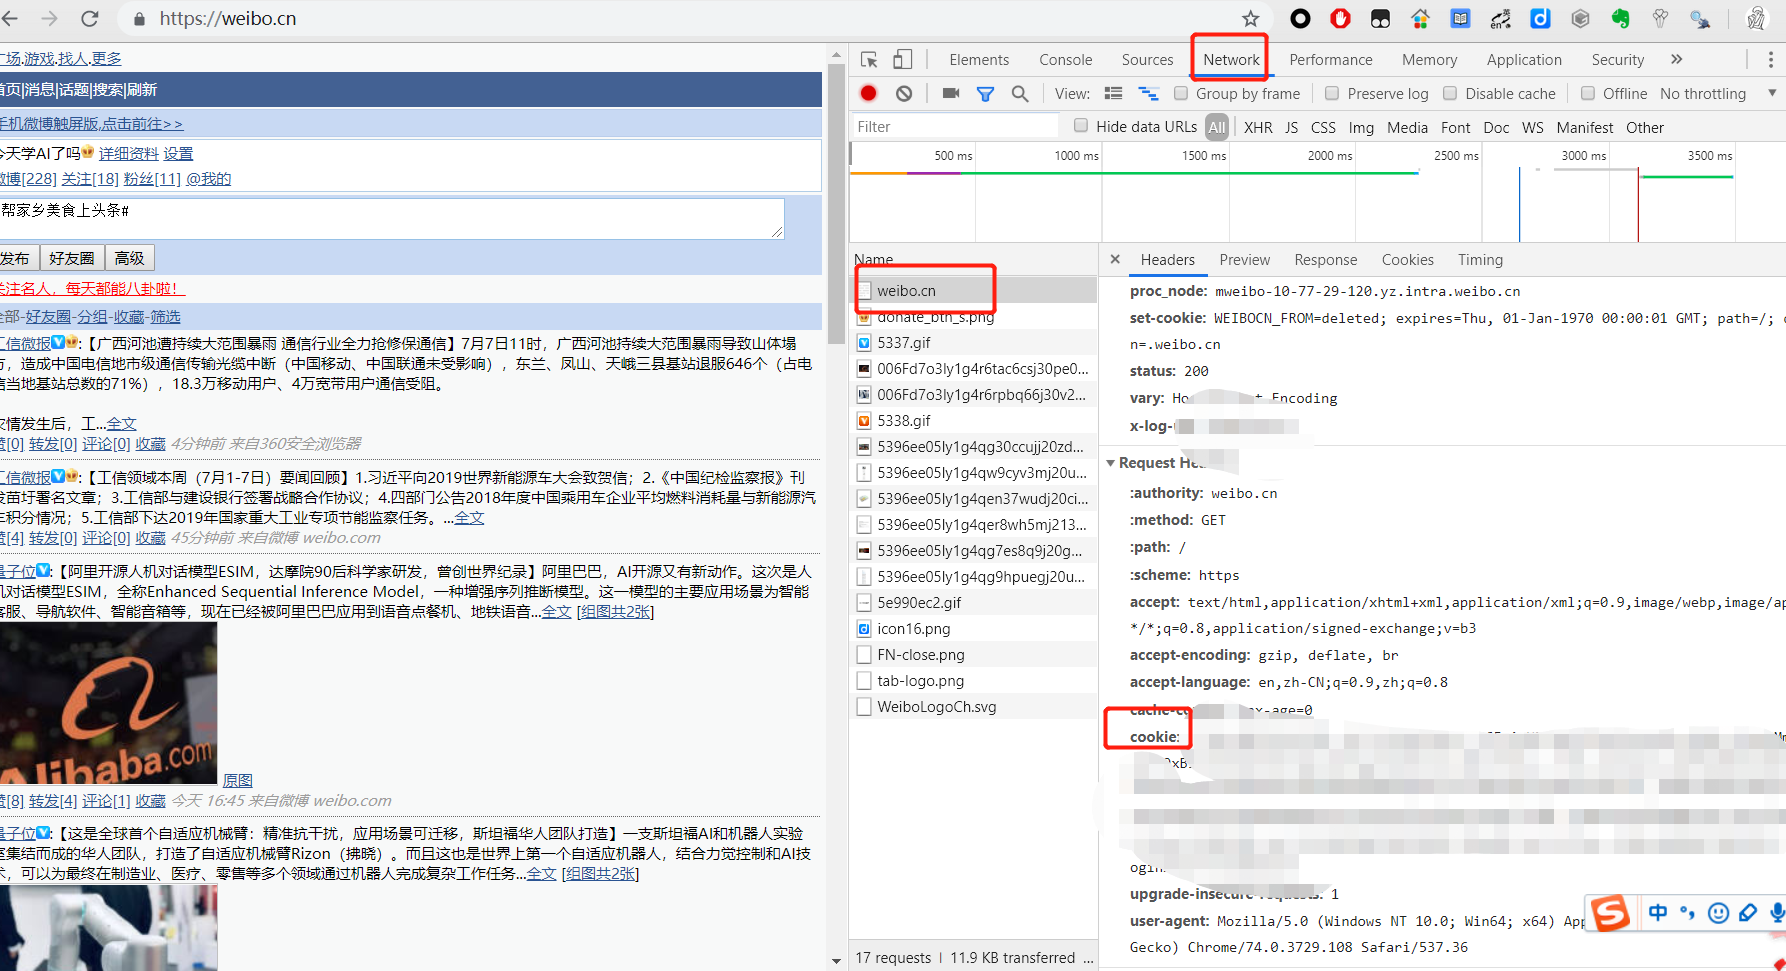 https://weibo.cn
广场.游戏.找人.更多
首页|消息|话题|搜索|刷新
手机微博触屏版,点击前往>>
今天学AI了吗 详细资料 设置
微博[228] 关注[18] 粉丝[11] @我的
帮家乡美食上头条#
发布 好友圈 高级
关注名人，每天都能八卦啦！
全部-好友圈-分组-收藏-筛选
工信微报:【广西河池遭持续大范围暴雨 通信行业全力抢修保通信】7月7日11时，广西河池持续大范围暴雨导致山体塌
方，造成中国电信地市级通信传输光缆中断（中国移动、中国联通未受影响），东兰、凤山、天峨三县基站退服646个（占电
信当地基站总数的71%），18.3万移动用户、4万宽带用户通信受阻。
灾情发生后，工...全文
赞[0] 转发[0] 评论[0] 收藏 4分钟前 来自360安全浏览器
工信微报:【工信领域本周（7月1-7日）要闻回顾】1.习近平向2019世界新能源车大会致贺信；2.《中国纪检监察报》刊
发苗圩署名文章；3.工信部与建设银行签署战略合作协议；4.四部门公告2018年度中国乘用车企业平均燃料消耗量与新能源汽
车积分情况；5.工信部下达2019年国家重大工业专项节能监察任务。...全文
赞[4] 转发[0] 评论[0] 收藏 45分钟前 来自微博 weibo.com
量子位:【阿里开源人机对话模型ESIM，达摩院90后科学家研发，曾创世界纪录】阿里巴巴，AI开源又有新动作。这次是人
机对话模型ESIM，全称Enhanced Sequential Inference Model，一种增强序列推断模型。这一模型的主要应用场景为智能
客服、导航软件、智能音箱等，现在已经被阿里巴巴应用到语音点餐机、地铁语音...全文 [组图共2张]
Alibaba.com
原图
赞[8] 转发[4] 评论[1] 收藏 今天 16:45 来自微博 weibo.com
量子位:【这是全球首个自适应机械臂：精准抗干扰，应用场景可迁移，斯坦福华人团队打造】一支斯坦福AI和机器人实验
室集结而成的华人团队，打造了自适应机械臂Rizon（拂晓）。而且这也是世界上第一个自适应机器人，结合力觉控制和AI技
术，可以为最终在制造业、医疗、零售等多个领域通过机器人完成复杂工作任务...全文 [组图共2张]
Elements Console Sources Network Performance Memory Application Security »
View: Group by frame Preserve log Disable cache Offline No throttling
Filter Hide data URLs All XHR JS CSS Img Media Font Doc WS Manifest Other
500 ms 1000 ms 1500 ms 2000 ms 2500 ms 3000 ms 3500 ms
Name
weibo.cn
donate_btn_s.png
5337.gif
006Fd7o3ly1g4r6tac6csj30pe0...
006Fd7o3ly1g4r6rpbq66j30v2...
5338.gif
5396ee05ly1g4qg30ccujj20zd...
5396ee05ly1g4qw9cyv3mj20u...
5396ee05ly1g4qen37wudj20ci...
5396ee05ly1g4qer8wh5mj213...
5396ee05ly1g4qg7es8q9j20g...
5396ee05ly1g4qg9hpuegj20u...
5e990ec2.gif
icon16.png
FN-close.png
tab-logo.png
WeiboLogoCh.svg
17 requests | 11.9 KB transferred ...
× Headers Preview Response Cookies Timing
proc_node: mweibo-10-77-29-120.yz.intra.weibo.cn
set-cookie: WEIBOCN_FROM=deleted; expires=Thu, 01-Jan-1970 00:00:01 GMT; path=/;
n=.weibo.cn
status: 200
vary: Encoding
x-log-
Request He
:authority: weibo.cn
:method: GET
:path: /
:scheme: https
accept: text/html,application/xhtml+xml,application/xml;q=0.9,image/webp,image/ap
*/*;q=0.8,application/signed-exchange;v=b3
accept-encoding: gzip, deflate, br
accept-language: en,zh-CN;q=0.9,zh;q=0.8
cache-c x-age=0
cookie:
ogin
upgrade-insecure-requests: 1
user-agent: Mozilla/5.0 (Windows NT 10.0; Win64; x64) App
Gecko) Chrome/74.0.3729.108 Safari/537.36
S 中